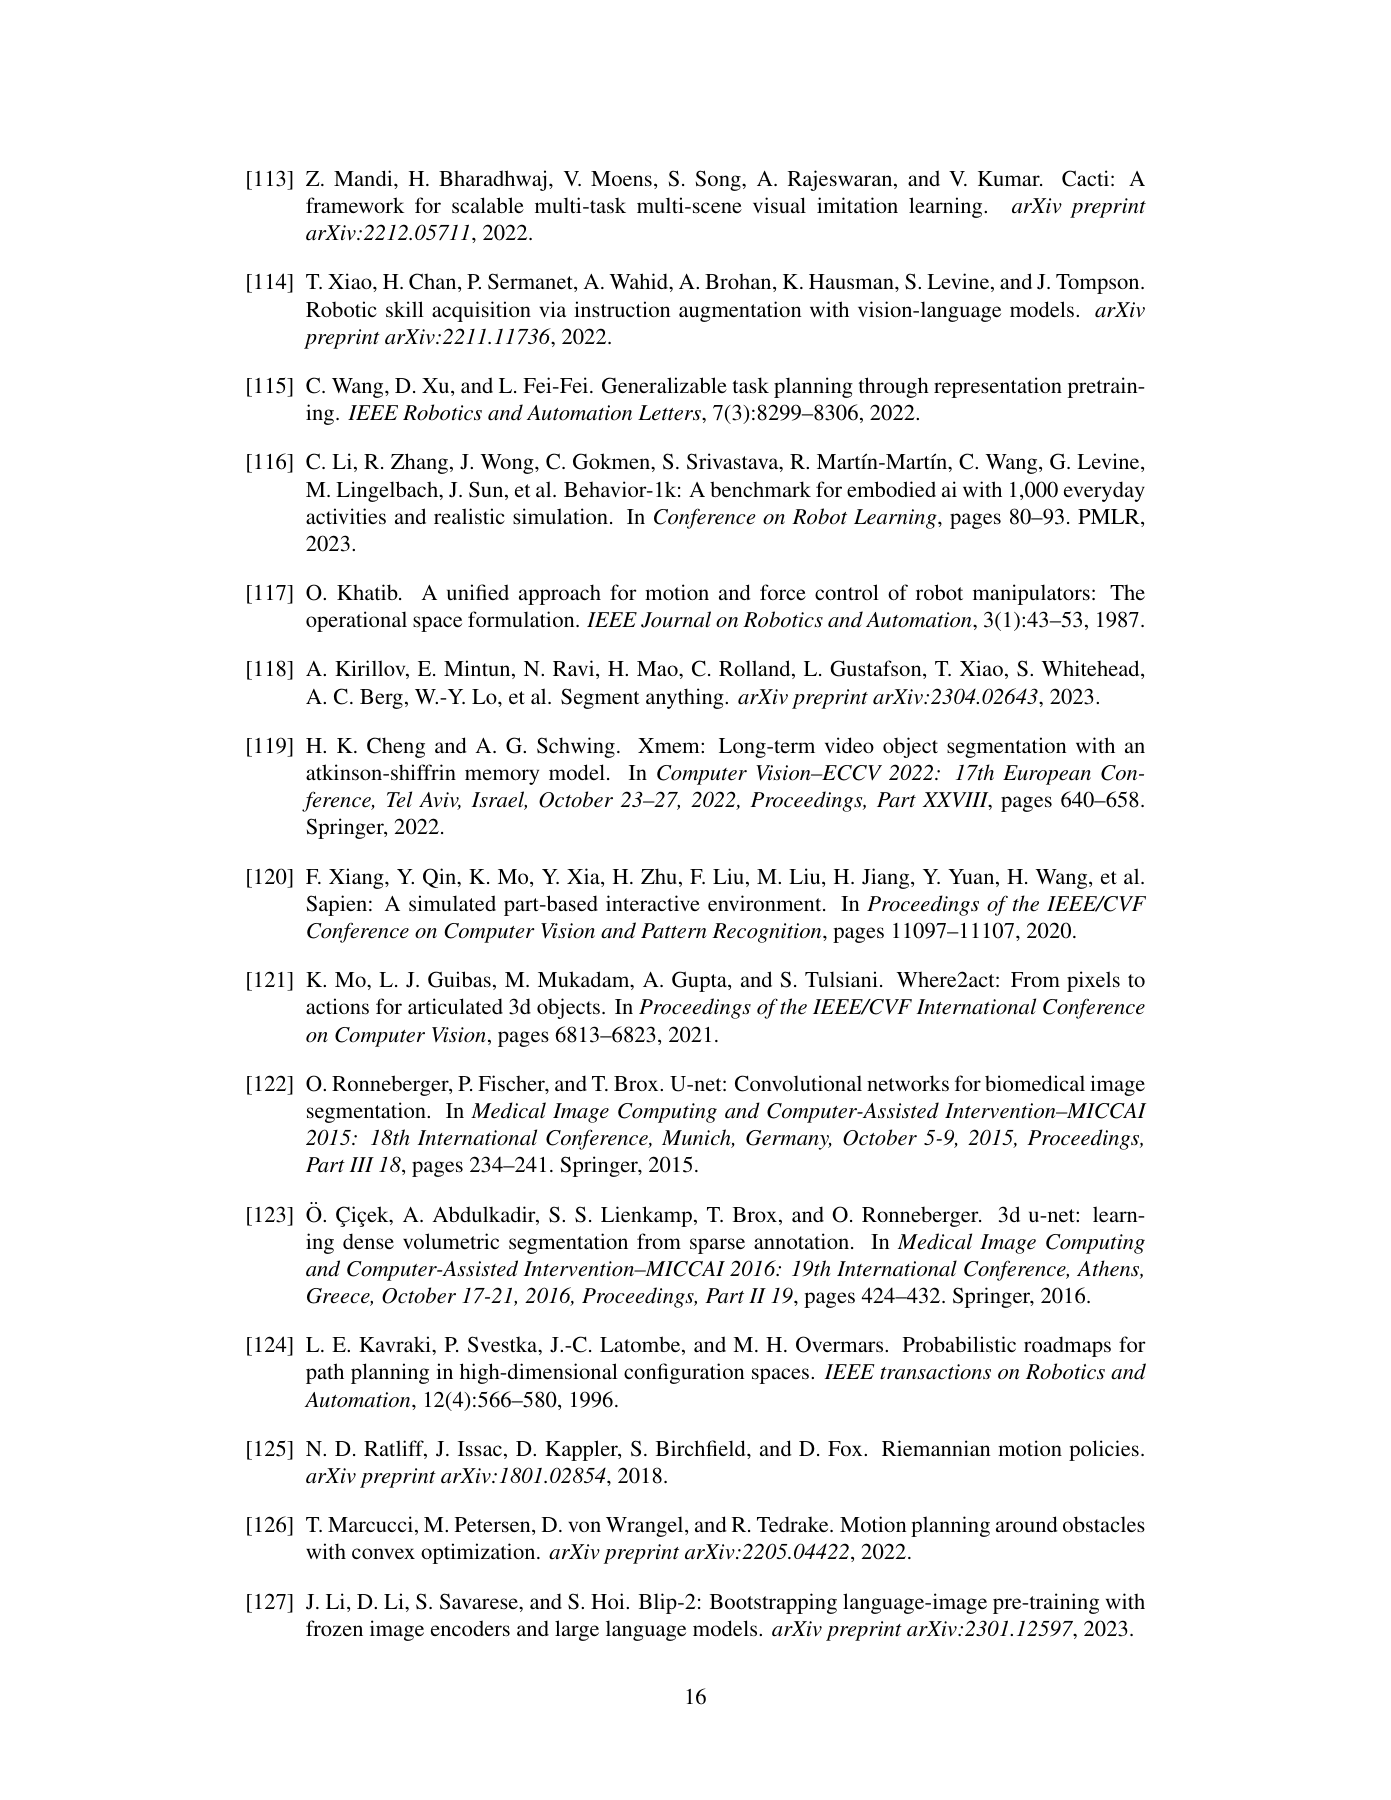 [113] Z. Mandi, H. Bharadhwaj, V. Moens, S. Song, A. Rajeswaran, and V. Kumar. Cacti: A
framework for scalable multi-task multi-scene visual imitation learning. arXiv preprint
arXiv:2212.05711, 2022.
[114] T. Xiao, H. Chan, P. Sermanet, A. Wahid, A. Brohan, K. Hausman, S. Levine, and J. Tompson.
Robotic skill acquisition via instruction augmentation with vision-language models. arXiv
preprint arXiv:2211.11736, 2022.
[115] C. Wang, D. Xu, and L. Fei-Fei. Generalizable task planning through representation pretrain-
ing. IEEE Robotics and Automation Letters, 7(3):8299–8306, 2022.
[116] C. Li, R. Zhang, J. Wong, C. Gokmen, S. Srivastava, R. Martín-Martín, C. Wang, G. Levine,
M. Lingelbach, J. Sun, et al. Behavior-1k: A benchmark for embodied ai with 1,000 everyday
activities and realistic simulation. In Conference on Robot Learning, pages 80–93. PMLR,
2023.
[117] O. Khatib. A unified approach for motion and force control of robot manipulators: The
operational space formulation. IEEE Journal on Robotics and Automation, 3(1):43–53, 1987.
[118] A. Kirillov, E. Mintun, N. Ravi, H. Mao, C. Rolland, L. Gustafson, T. Xiao, S. Whitehead,
A. C. Berg, W.-Y. Lo, et al. Segment anything. arXiv preprint arXiv:2304.02643, 2023.
[119] H. K. Cheng and A. G. Schwing. Xmem: Long-term video object segmentation with an
atkinson-shiffrin memory model. In Computer Vision–ECCV 2022: 17th European Con-
ference, Tel Aviv, Israel, October 23–27, 2022, Proceedings, Part XXVIII, pages 640–658.
Springer, 2022.
[120] F. Xiang, Y. Qin, K. Mo, Y. Xia, H. Zhu, F. Liu, M. Liu, H. Jiang, Y. Yuan, H. Wang, et al.
Sapien: A simulated part-based interactive environment. In Proceedings of the IEEE/CVF
Conference on Computer Vision and Pattern Recognition, pages 11097–11107, 2020.
[121] K. Mo, L. J. Guibas, M. Mukadam, A. Gupta, and S. Tulsiani. Where2act: From pixels to
actions for articulated 3d objects. In Proceedings of the IEEE/CVF International Conference
on Computer Vision, pages 6813–6823, 2021.
[122] O. Ronneberger, P. Fischer, and T. Brox. U-net: Convolutional networks for biomedical image
segmentation. In Medical Image Computing and Computer-Assisted Intervention–MICCAI
2015: 18th International Conference, Munich, Germany, October 5-9, 2015, Proceedings,
Part III 18, pages 234–241. Springer, 2015.
[123] Ö. Çiçek, A. Abdulkadir, S. S. Lienkamp, T. Brox, and O. Ronneberger. 3d u-net: learn-
ing dense volumetric segmentation from sparse annotation. In Medical Image Computing
and Computer-Assisted Intervention–MICCAI 2016: 19th International Conference, Athens,
Greece, October 17-21, 2016, Proceedings, Part II 19, pages 424–432. Springer, 2016.
[124] L. E. Kavraki, P. Svestka, J.-C. Latombe, and M. H. Overmars. Probabilistic roadmaps for
path planning in high-dimensional configuration spaces. IEEE transactions on Robotics and
Automation, 12(4):566–580, 1996.
[125] N. D. Ratliff, J. Issac, D. Kappler, S. Birchfield, and D. Fox. Riemannian motion policies.
arXiv preprint arXiv:1801.02854, 2018.
[126] T. Marcucci, M. Petersen, D. von Wrangel, and R. Tedrake. Motion planning around obstacles
with convex optimization. arXiv preprint arXiv:2205.04422, 2022.
[127] J. Li, D. Li, S. Savarese, and S. Hoi. Blip-2: Bootstrapping language-image pre-training with
frozen image encoders and large language models. arXiv preprint arXiv:2301.12597, 2023.
16